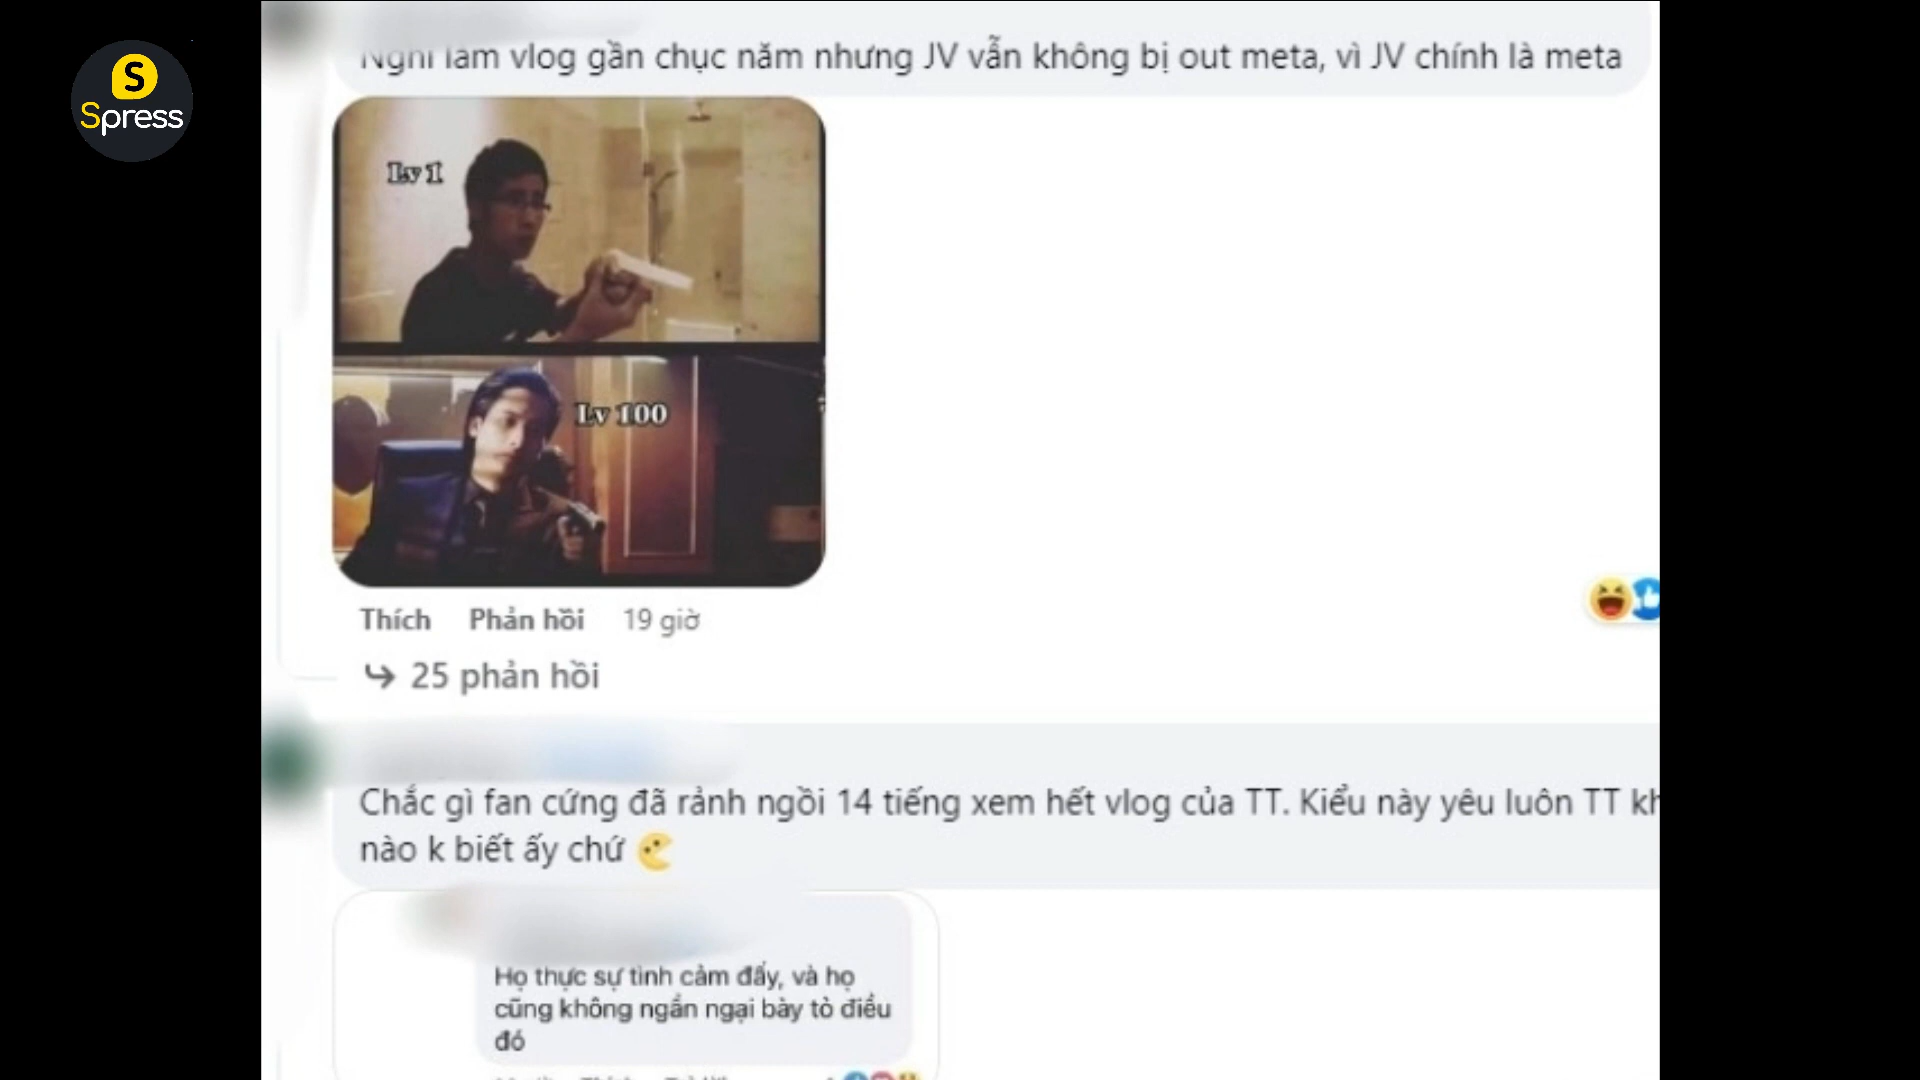 S
Spress
Nghỉ làm vlog gần chục năm nhưng JV vẫn không bị out meta, vì JV chính là meta
Lv 1
Lv 100
Thích Phản hồi 19 giờ
25 phản hồi
Chắc gì fan cứng đã rảnh ngồi 14 tiếng xem hết vlog của TT. Kiểu này yêu luôn TT kh
nào k biết ấy chứ
Họ thực sự tình cảm đấy, và họ
cũng không ngần ngại bày tỏ điều
đó